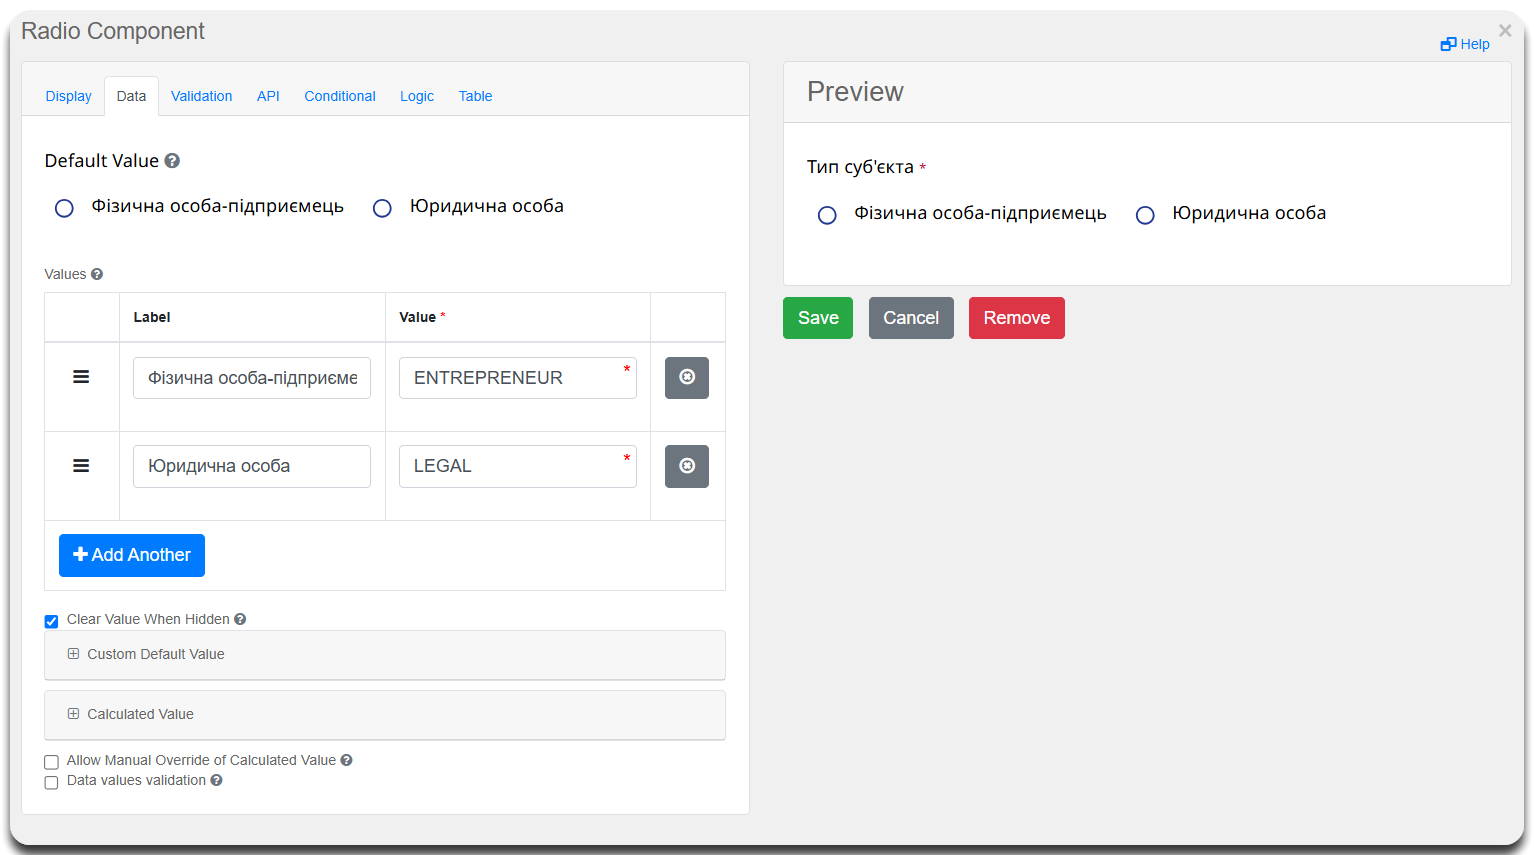 Radio Component
Help
Display Data Validation API Conditional Logic Table
Default Value
Фізична особа-підприємець Юридична особа
Values
Label Value *
Фізична особа-підприєме ENTREPRENEUR *
Юридична особа LEGAL *
Add Another
Clear Value When Hidden
Custom Default Value
Calculated Value
Allow Manual Override of Calculated Value
Data values validation
Preview
Тип суб'єкта *
Фізична особа-підприємець Юридична особа
Save Cancel Remove